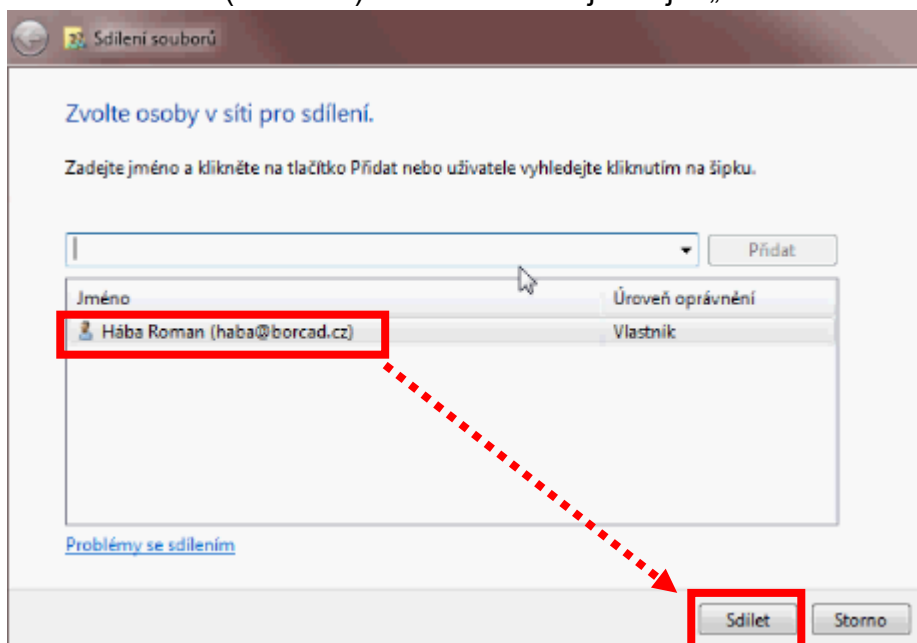 Sdílení souborů
Zvolte osoby v síti pro sdílení.
Zadejte jméno a klikněte na tlačítko Přidat nebo uživatele vyhledejte kliknutím na šipku.
Přidat
Jméno Úroveň oprávnění
Hába Roman (haba@borcad.cz) Vlastník
Problémy se sdílením
Sdílet Storno